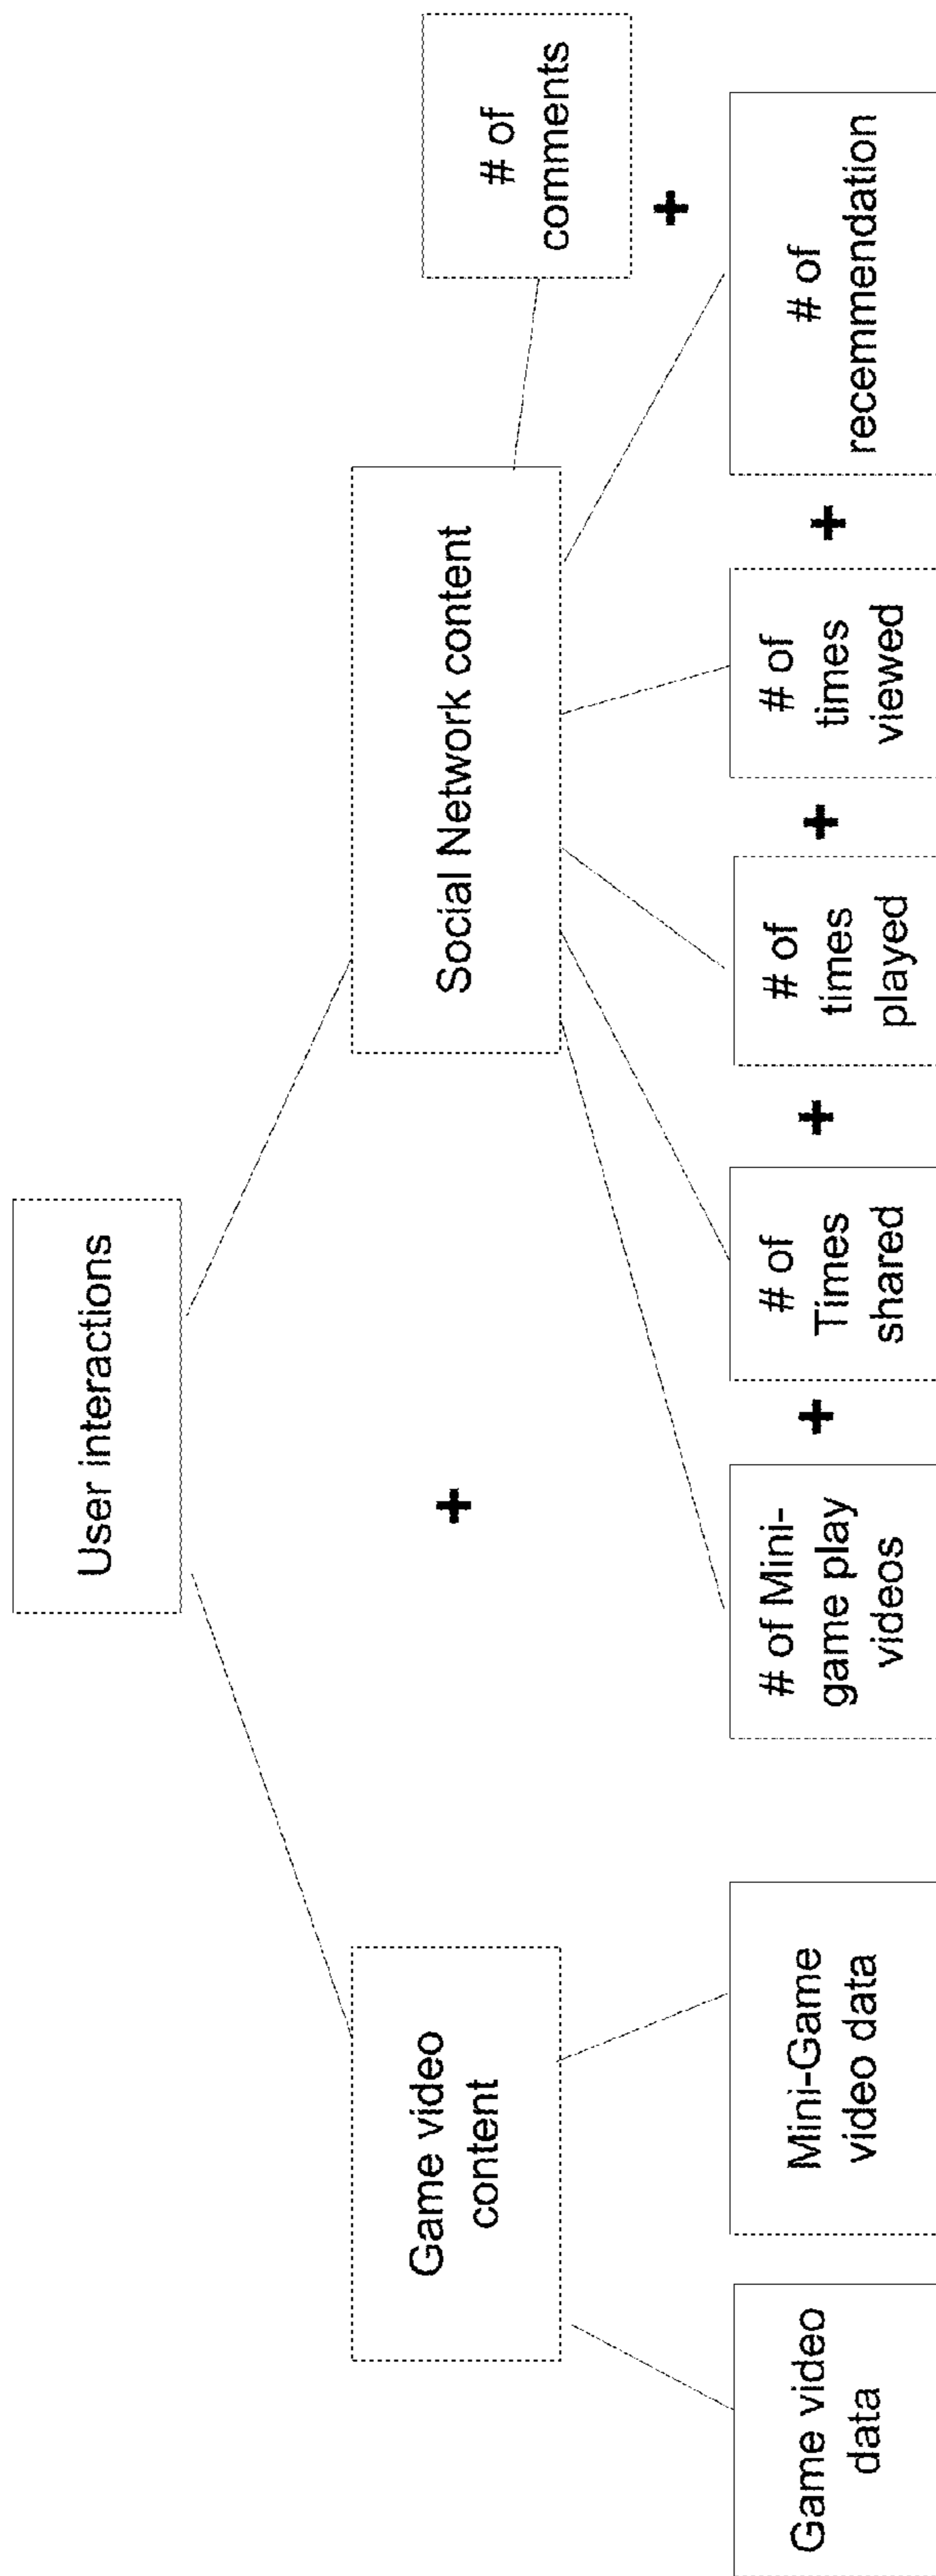 User interactions
Game video
content
Social Network content
# of
comments
Game video
data
Mini-Game
video data
# of Mini-
game play
videos
# of
Times
shared
# of
times
played
# of
times
viewed
# of
recemmendation
+
+
+
+
+
+